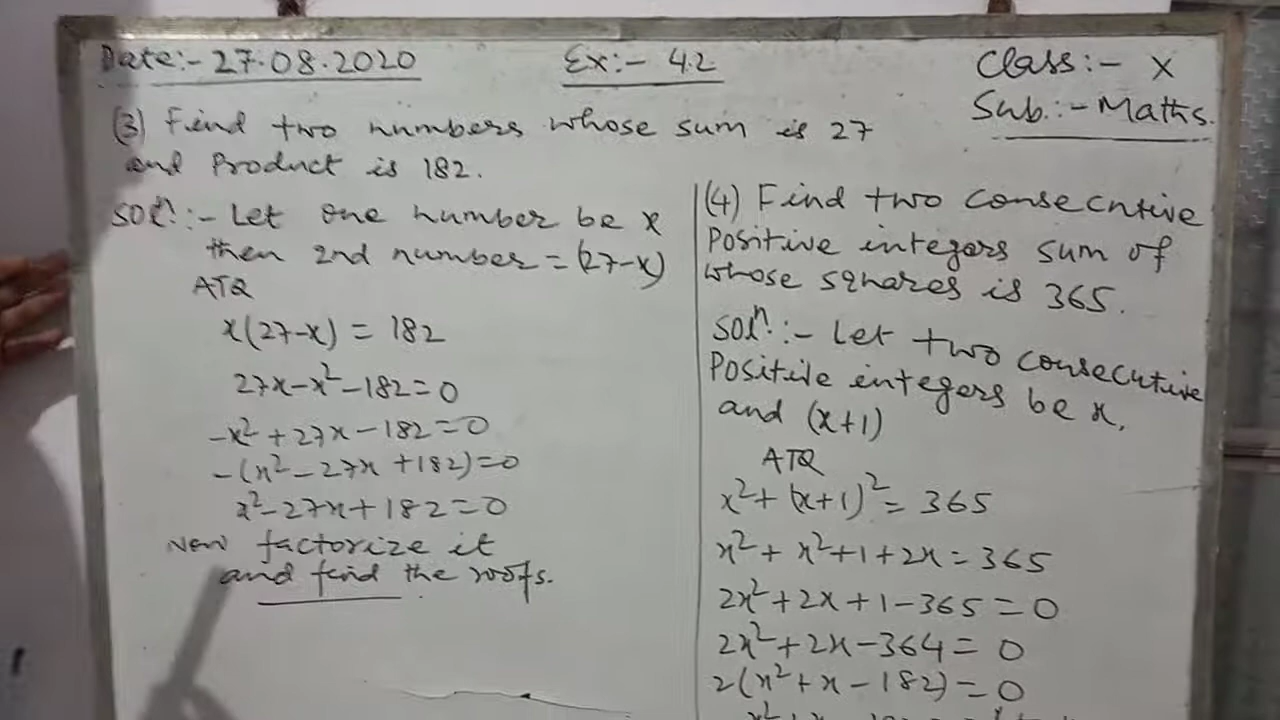 Date:- 27.08.2020
Ex:- 4.2
Class:- X
Sub.:- Maths.
(3) Find two numbers whose sum is 27
and Product is 182.
Solⁿ:- Let one number be x
then 2nd number = (27-x)
ATQ
x(27-x) = 182
27x-x²-182=0
-x²+27x-182=0
-(x²-27x+182)=0
x²-27x+182=0
Now factorize it
and find the roots.
(4) Find two consecutive
Positive integers sum of
whose squares is 365.
Solⁿ:- Let two consecutive
Positive integers be x,
and (x+1)
ATQ
x²+(x+1)²=365
x²+x²+1+2x=365
2x²+2x+1-365=0
2x²+2x-364=0
2(x²+x-182)=0